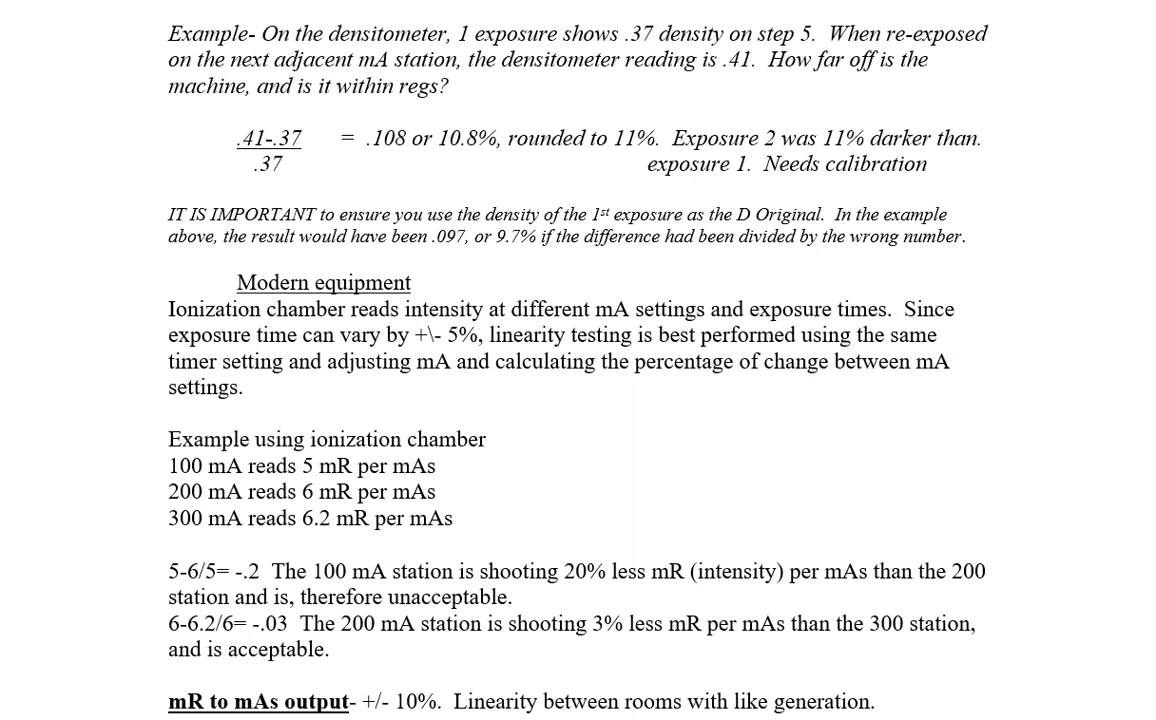 Example- On the densitometer, 1 exposure shows .37 density on step 5.  When re-exposed
on the next adjacent mA station, the densitometer reading is .41.  How far off is the
machine, and is it within regs?
.41-.37 = .108 or 10.8%, rounded to 11%.  Exposure 2 was 11% darker than.
.37 exposure 1.  Needs calibration
IT IS IMPORTANT to ensure you use the density of the 1st exposure as the D Original.  In the example
above, the result would have been .097, or 9.7% if the difference had been divided by the wrong number.
Modern equipment
Ionization chamber reads intensity at different mA settings and exposure times.  Since
exposure time can vary by +\- 5%, linearity testing is best performed using the same
timer setting and adjusting mA and calculating the percentage of change between mA
settings.
Example using ionization chamber
100 mA reads 5 mR per mAs
200 mA reads 6 mR per mAs
300 mA reads 6.2 mR per mAs
5-6/5= -.2  The 100 mA station is shooting 20% less mR (intensity) per mAs than the 200
station and is, therefore unacceptable.
6-6.2/6= -.03  The 200 mA station is shooting 3% less mR per mAs than the 300 station,
and is acceptable.
mR to mAs output- +/- 10%.  Linearity between rooms with like generation.